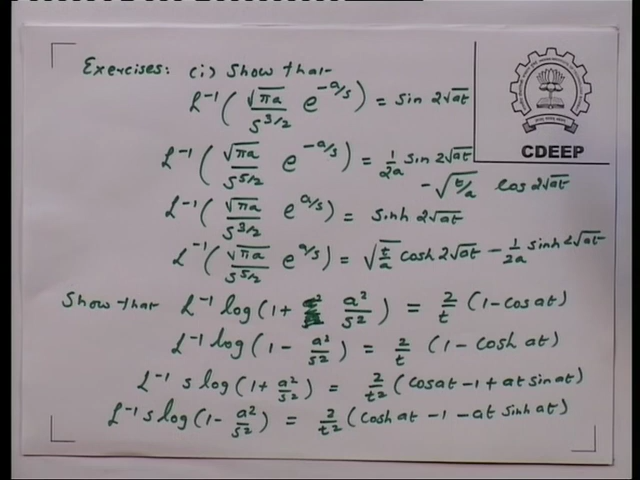 Exercises: (i) Show that
L⁻¹ ( √πa / s^{3/2} e^{-a/s} ) = sin 2√at
L⁻¹ ( √πa / s^{5/2} e^{-a/s} ) = 1/2a sin 2√at
- √(t/a) cos 2√at
L⁻¹ ( √πa / s^{3/2} e^{a/s} ) = sinh 2√at
L⁻¹ ( √πa / s^{5/2} e^{a/s} ) = √(t/a) cosh 2√at - 1/2a sinh 2√at
Show that L⁻¹ log (1 + a²/s²) = 2/t (1 - cos at)
L⁻¹ log (1 - a²/s²) = 2/t (1 - cosh at)
L⁻¹ s log (1 + a²/s²) = 2/t² (cos at - 1 + at sin at)
L⁻¹ s log (1 - a²/s²) = 2/t² (cosh at - 1 - at sinh at)
CDEEP